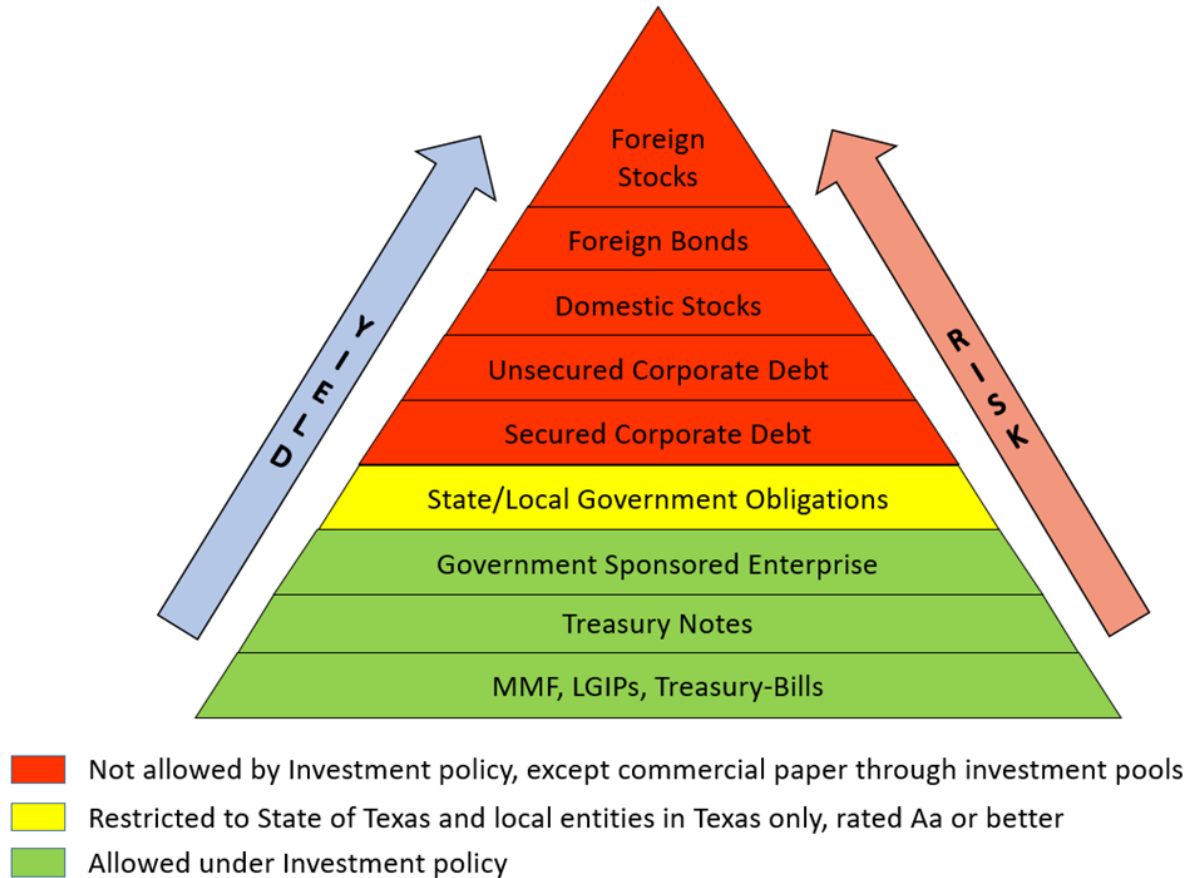 Foreign
Stocks
Foreign Bonds
Domestic Stocks
Unsecured Corporate Debt
Secured Corporate Debt
State/Local Government Obligations
Government Sponsored Enterprise
Treasury Notes
MMF, LGIPs, Treasury-Bills
YIELD
RISK
Not allowed by Investment policy, except commercial paper through investment pools
Restricted to State of Texas and local entities in Texas only, rated Aa or better
Allowed under Investment policy